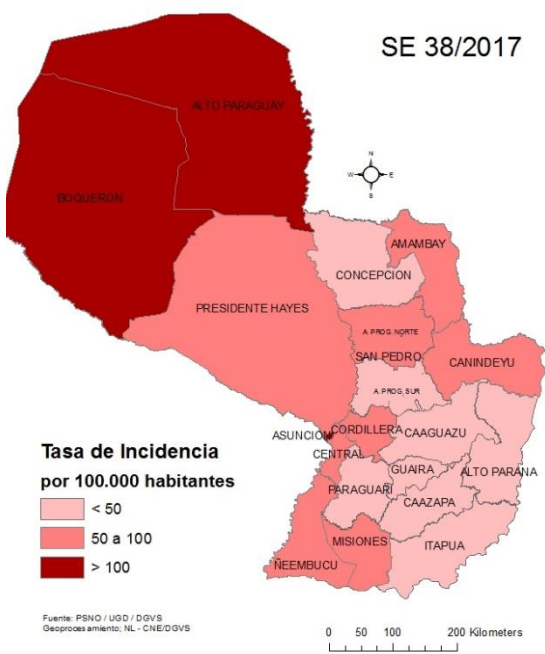 SE 38/2017
ALTO PARAGUAY
N
W E
S
BOQUERON
AMAMBAY
CONCEPCION
PRESIDENTE HAYES
A. PROG. NORTE
SAN PEDRO
CANINDEYU
A. PROG. SUR
ASUNCION
CORDILLERA
CAAGUAZU
CENTRAL
GUAIRA
ALTO PARANA
PARAGUARI
CAAZAPA
MISIONES
ITAPUA
ÑEEMBUCU
Tasa de Incidencia
por 100.000 habitantes
< 50
50 a 100
> 100
Fuente: PSNO / UGD / DGVS
Geoprocesamiento; NL - CNE/DGVS
0 50 100 200 Kilometers